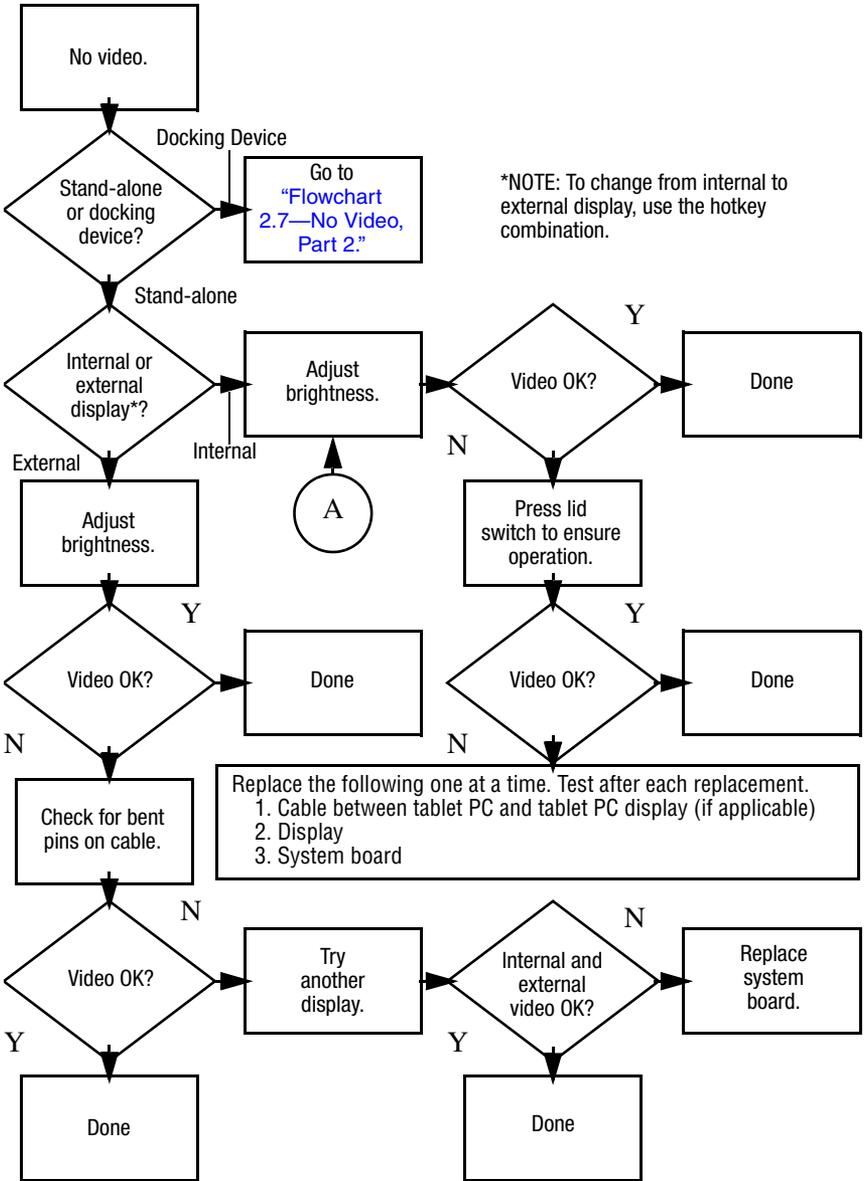 No video.
Docking Device
Stand-alone
or docking
device?
Go to
“Flowchart
2.7—No Video,
Part 2.”
*NOTE: To change from internal to
external display, use the hotkey
combination.
Stand-alone
Internal or
external
display*?
Internal
External
Adjust
brightness.
Video OK?
Y
Done
N
A
Adjust
brightness.
Press lid
switch to ensure
operation.
Video OK?
Y
Done
N
Video OK?
Y
Done
N
Check for bent
pins on cable.
Replace the following one at a time. Test after each replacement.
1. Cable between tablet PC and tablet PC display (if applicable)
2. Display
3. System board
Video OK?
N
Try
another
display.
Internal and
external
video OK?
N
Replace
system
board.
Y
Done
Y
Done